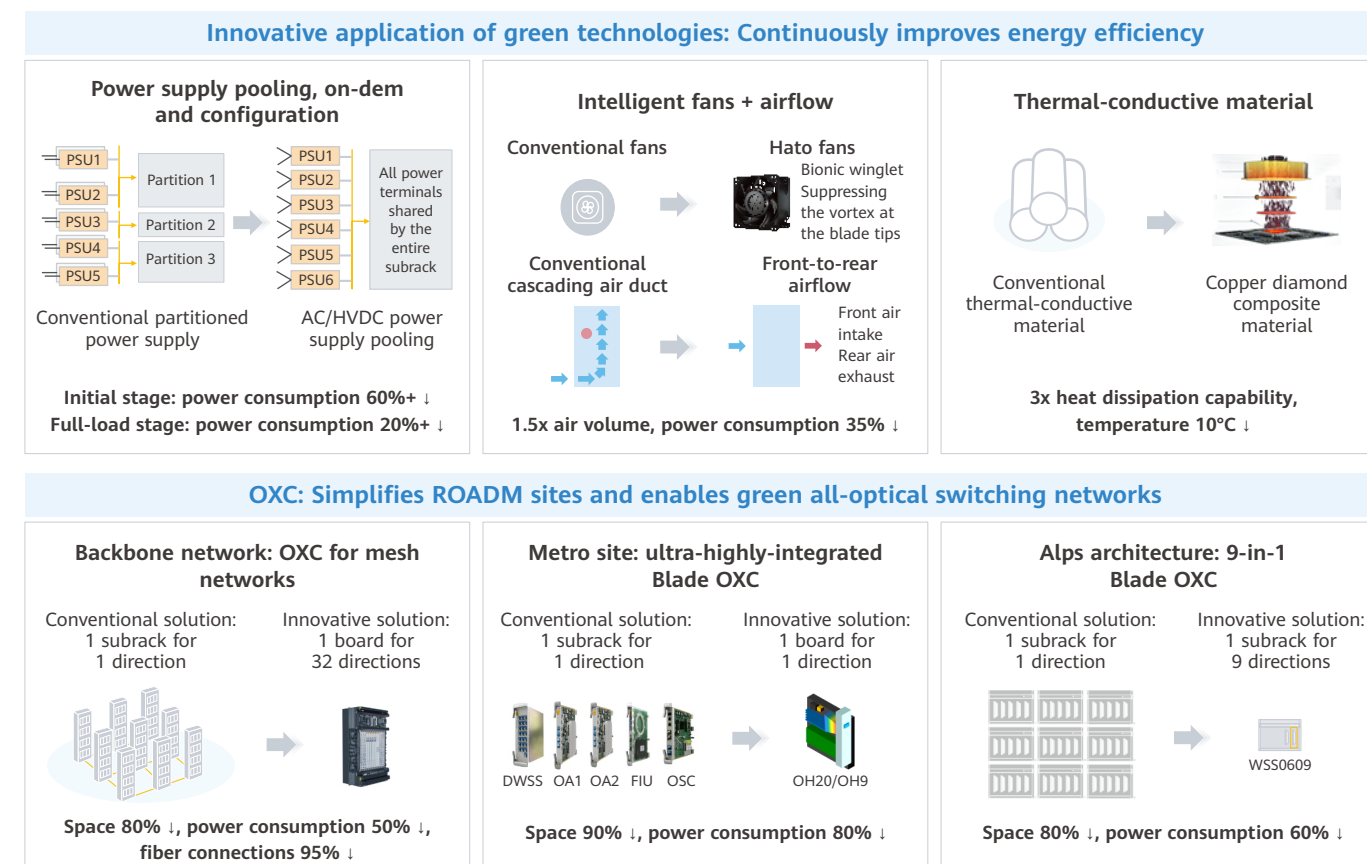 Innovative application of green technologies: Continuously improves energy efficiency
Power supply pooling, on-dem
and configuration
PSU1
PSU2
PSU3
PSU4
PSU5
Partition 1
Partition 2
Partition 3
PSU1
PSU2
PSU3
PSU4
PSU5
PSU6
All power
terminals
shared
by the
entire
subrack
Conventional partitioned
power supply
AC/HVDC power
supply pooling
Initial stage: power consumption 60%+ ↓
Full-load stage: power consumption 20%+ ↓
Intelligent fans + airflow
Conventional fans
Hato fans
Bionic winglet
Suppressing
the vortex at
the blade tips
Conventional
cascading air duct
Front-to-rear
airflow
Front air
intake
Rear air
exhaust
1.5x air volume, power consumption 35% ↓
Thermal-conductive material
Conventional
thermal-conductive
material
Copper diamond
composite
material
3x heat dissipation capability,
temperature 10°C ↓
OXC: Simplifies ROADM sites and enables green all-optical switching networks
Backbone network: OXC for mesh
networks
Conventional solution:
1 subrack for
1 direction
Innovative solution:
1 board for
32 directions
Space 80% ↓, power consumption 50% ↓,
fiber connections 95% ↓
Metro site: ultra-highly-integrated
Blade OXC
Conventional solution:
1 subrack for
1 direction
Innovative solution:
1 board for
1 direction
DWSS OA1 OA2 FIU OSC
OH20/OH9
Space 90% ↓, power consumption 80% ↓
Alps architecture: 9-in-1
Blade OXC
Conventional solution:
1 subrack for
1 direction
Innovative solution:
1 subrack for
9 directions
WSS0609
Space 80% ↓, power consumption 60% ↓